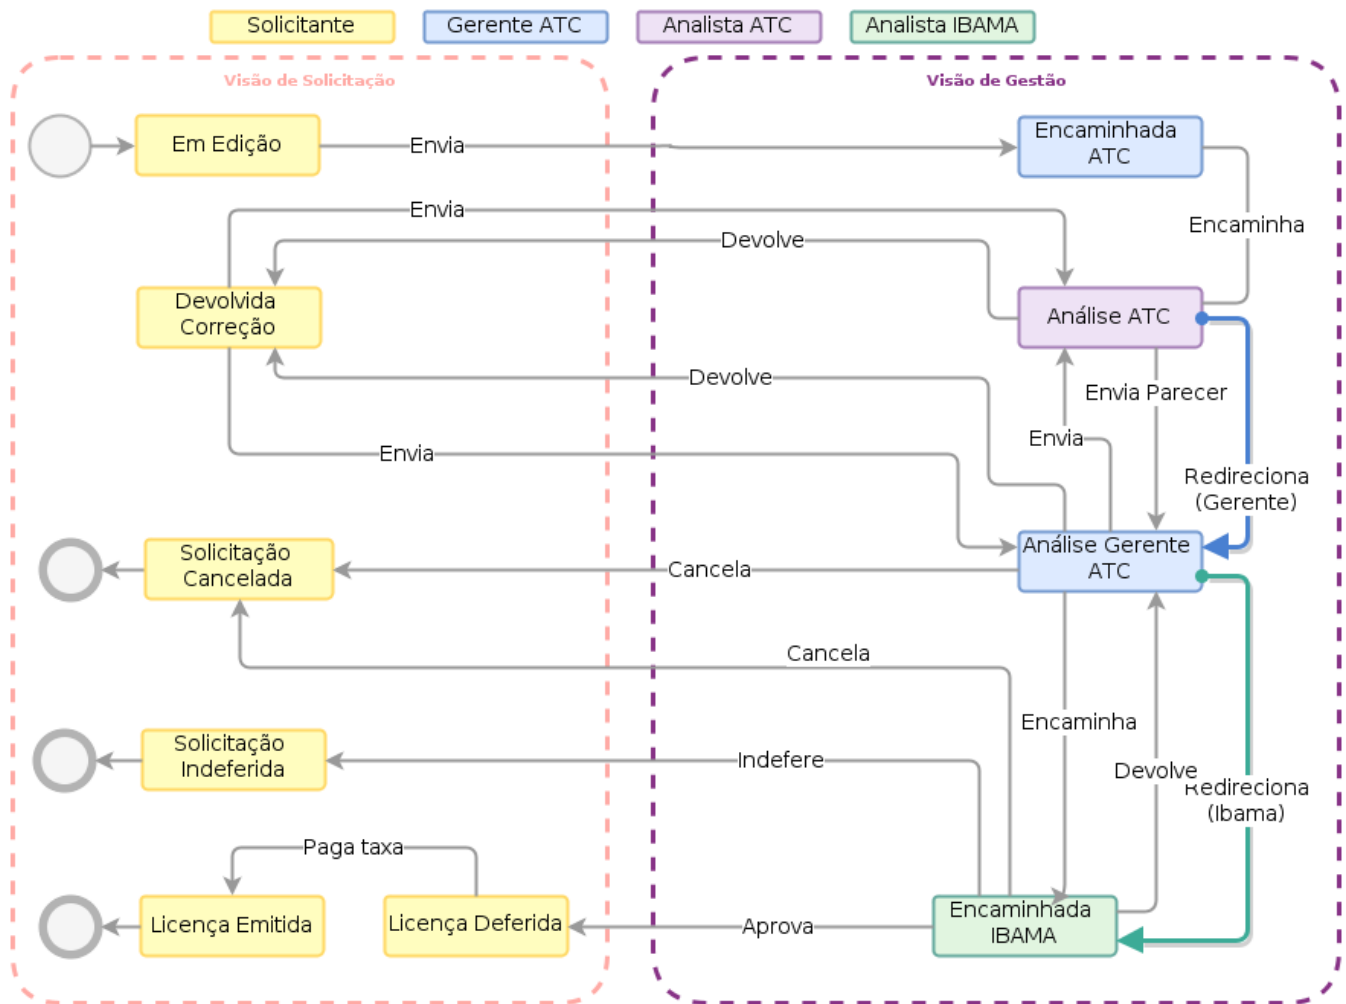 Solicitante
Gerente ATC
Analista ATC
Analista IBAMA
Visão de Solicitação
Visão de Gestão
Em Edição
Envia
Encaminhada
ATC
Envia
Encaminha
Devolve
Devolvida
Correção
Análise ATC
Devolve
Envia Parecer
Envia
Envia
Redireciona
(Gerente)
Solicitação
Cancelada
Cancela
Análise Gerente
ATC
Cancela
Encaminha
Solicitação
Indeferida
Indefere
Devolve
Redireciona
(Ibama)
Paga taxa
Licença Emitida
Licença Deferida
Aprova
Encaminhada
IBAMA